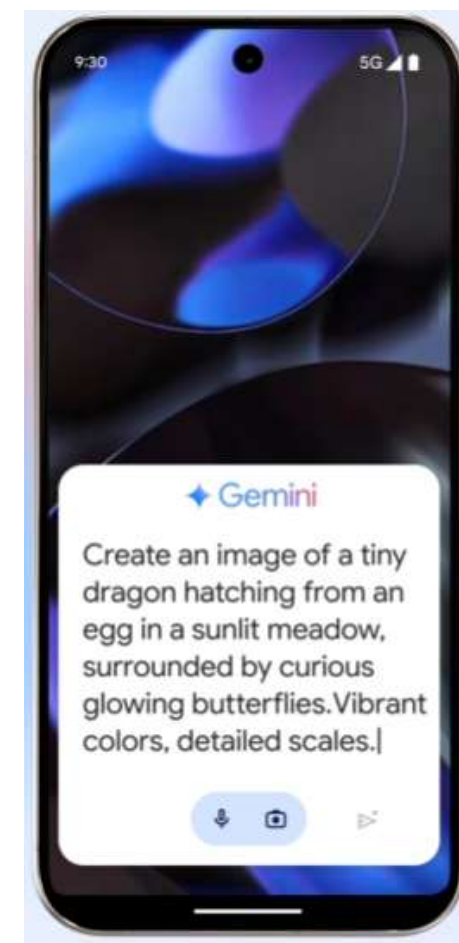 9:30
5G
Gemini
Create an image of a tiny
dragon hatching from an
egg in a sunlit meadow,
surrounded by curious
glowing butterflies.Vibrant
colors, detailed scales.|